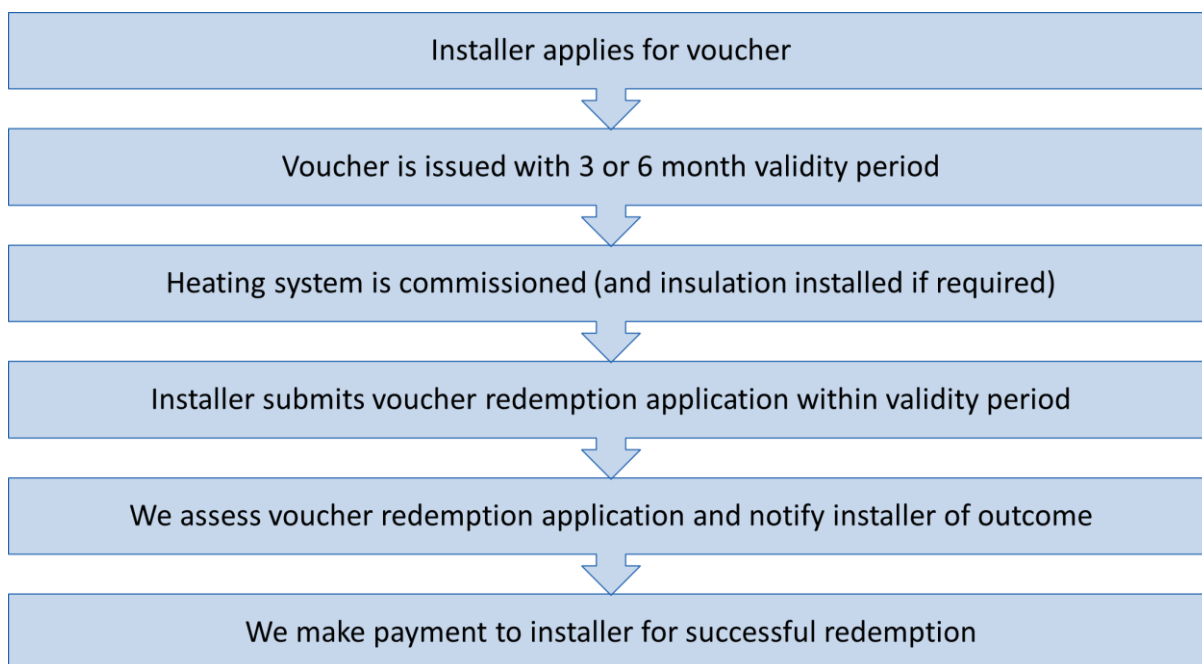 Installer applies for voucher
Voucher is issued with 3 or 6 month validity period
Heating system is commissioned (and insulation installed if required)
Installer submits voucher redemption application within validity period
We assess voucher redemption application and notify installer of outcome
We make payment to installer for successful redemption